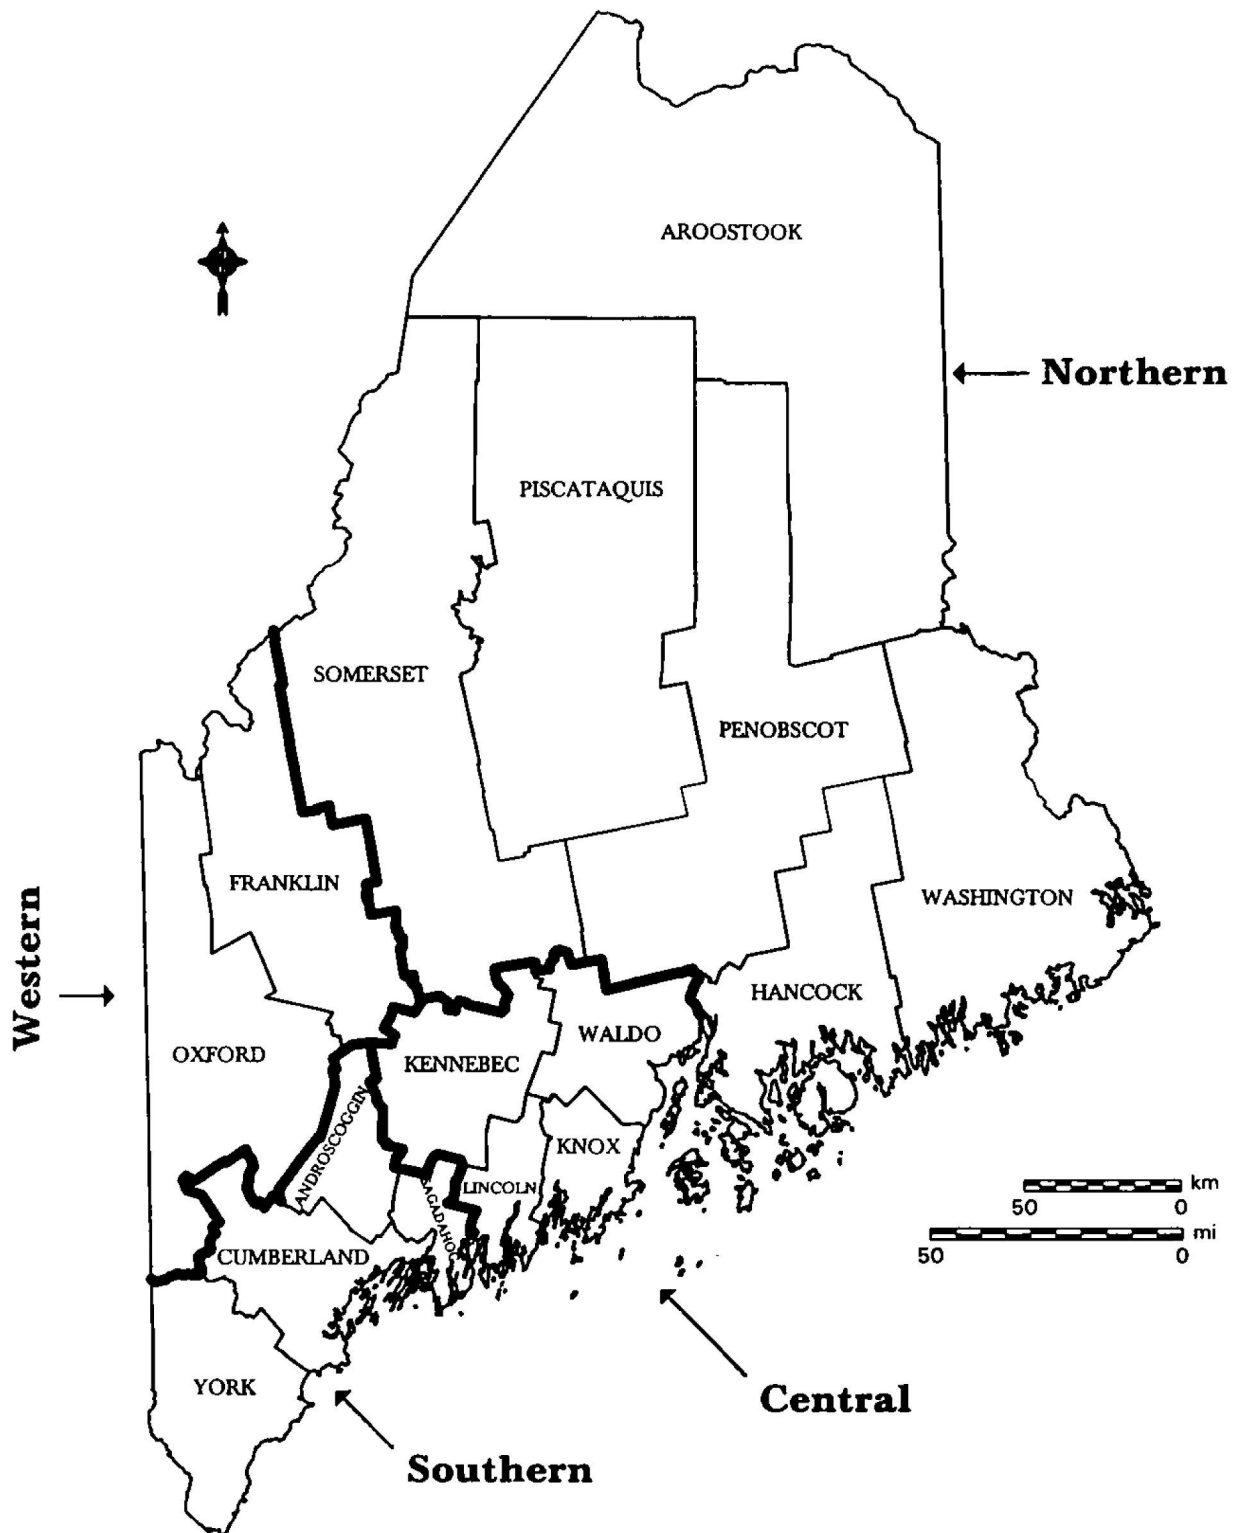 AROOSTOOK
Northern
PISCATAQUIS
SOMERSET
PENOBSCOT
FRANKLIN
WASHINGTON
Western
HANCOCK
OXFORD
KENNEBEC
WALDO
ANDROSCOGGIN
KNOX
LINCOLN
SAGADAHOC
km
50 0
mi
50 0
CUMBERLAND
YORK
Central
Southern